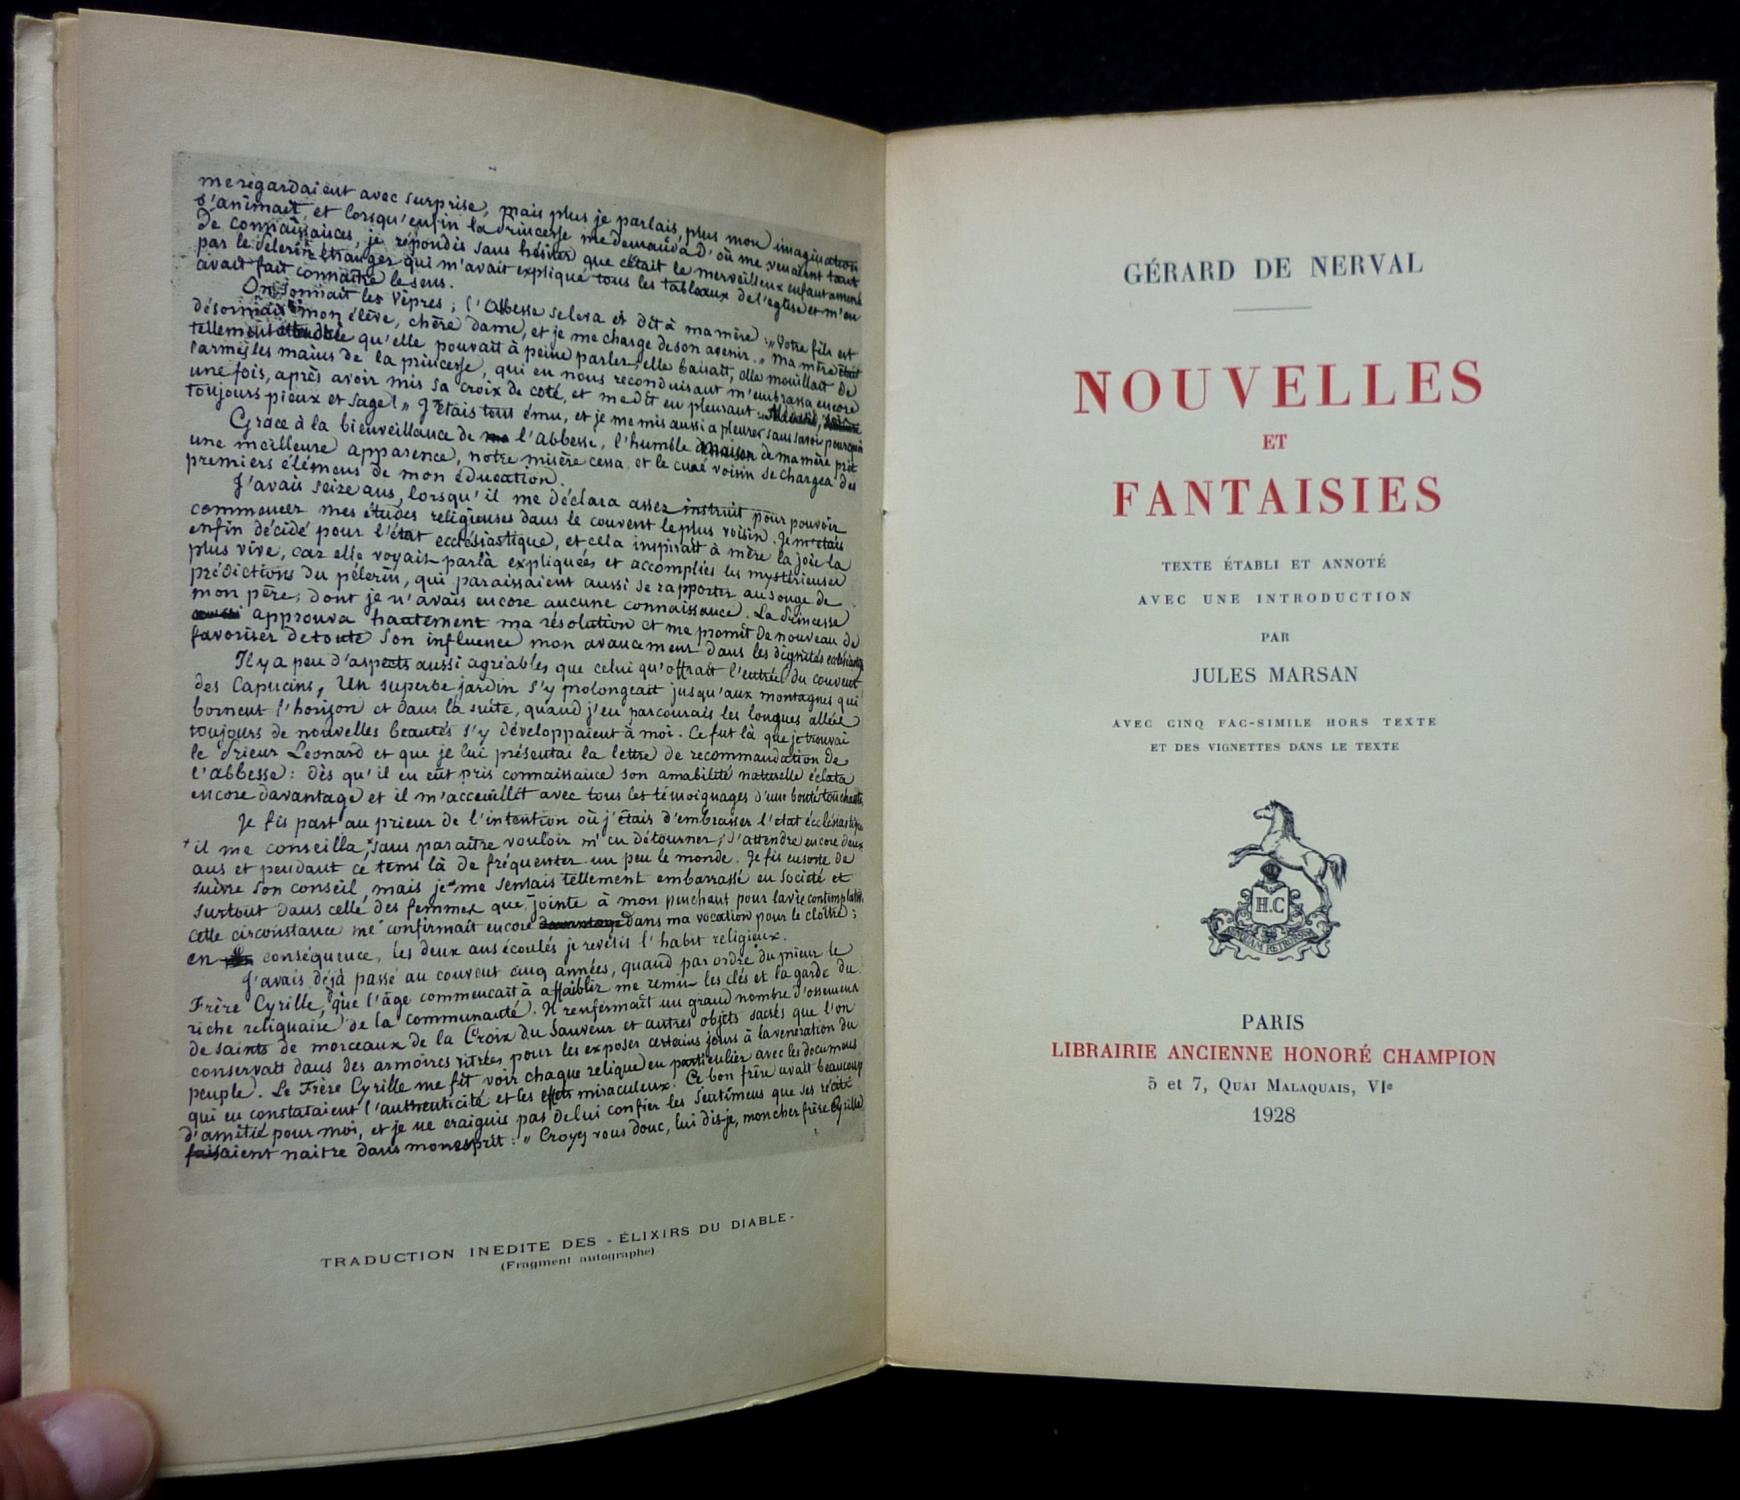 me regardaient avec surprise, mais plus je parlais, plus mon imagination
s'animait, et lorsqu'enfin la Princesse me demanda d'où me venaient tant
de connaissances, je répondis sans hésiter que c'était le merveilleux enfant amené
par le Pélerin étranger qui m'avait expliqué tous les tableaux de l'église et m'en
avait fait connaître le sens.
On sonnait les Vêpres ; l'Abbesse se leva et dit à ma mère : „Votre fils est
désormais mon élève, chère dame, et je me charge de son avenir. „ Ma mère était
tellement qu'elle pouvait à peine parler, elle baisait, elle mouillait de
larmes les mains de la princesse, qui en nous reconduisant m'embrassa encore
une fois, après avoir mis sa croix de coté, et me dit en pleurant
toujours pieux et sage! „ J'étais tout ému, et je me mis aussi à pleurer sans savoir pourquoi
Grace à la bienveillance de l'abbesse, l'humble maison de ma mère prit
une meilleure apparence, notre misère cessa, et le curé voisin se chargea des
premiers élémens de mon éducation.
J'avais seize ans, lorsqu'il me déclara assez instruit pour pouvoir
commencer mes études religieuses dans le couvent le plus voisin. Je m'étais
enfin décidé pour l'état ecclésiastique, et cela inspirait à mère la joie la
plus vive, car elle voyait par là expliquées et accomplies les mystérieuses
prédictions du pélerin, qui paraissaient aussi se rapporter au songe de
mon père, dont je n'avais encore aucune connaissance. La Princesse
approuva hautement ma résolution et me promit de nouveau de
favoriser de toute son influence mon avancement dans les dignités
Il y a peu d'aspects aussi agréables que celui qu'offrait l'entrée du couvent
des Capucins, Un superbe jardin s'y prolongeait jusqu'aux montagnes qui
bornent l'horizon et dans la suite, quand j'en parcourais les longues allées
toujours de nouvelles beautés s'y développaient à moi. Ce fut là que je trouvai
le Prieur Léonard et que je lui présentai la lettre de recommandation de
l'abbesse : dès qu'il en eut pris connaissance son amabilité naturelle éclata
encore davantage et il m'acceuillit avec tous les témoignages d'une bonté touchante
Je fis part au prieur de l'intention où j'étais d'embrasser l'état
il me conseilla, sans paraître vouloir m'en détourner, d'attendre encore deux
ans et pendant ce tems là de fréquenter un peu le monde. Je fis ensorte de
suivre son conseil, mais je me sentais tellement embarrassé en société et
surtout dans celle des femmes que, jointe à mon penchant pour la vie
cette circonstance me confirmait encore davantage dans ma vocation pour le cloître ;
en conséquence, les deux ans écoulés je revêtis l'habit religieux.
J'avais déjà passé au couvent cinq années, quand par ordre du prieur le
Frère Cyrille, que l'âge commencait à affaiblir me remit les clés et la garde du
riche reliquaire de la communauté. Il renfermait un grand nombre d'ossemens
de saints de morceaux de la Croix du Sauveur et autres objets sacrés que l'on
conservait dans des armoires vitrées pour les exposer certains jours à la vénération du
peuple. Le Frère Cyrille me fit voir chaque relique en particulier avec les documens
qui en constataient l'authenticité et les effets miraculeux. Ce bon frère avait beaucoup
d'amitié pour moi, et je ne craignis pas de lui confier les sentimens que ses récits
faisaient naitre dans mon esprit : „ Croyez vous donc, lui dis-je, mon cher frère Cyrille
TRADUCTION INEDITE DES - ÉLIXIRS DU DIABLE -
(Fragment autographe)
GÉRARD DE NERVAL
NOUVELLES
ET
FANTAISIES
TEXTE ÉTABLI ET ANNOTÉ
AVEC UNE INTRODUCTION
PAR
JULES MARSAN
AVEC CINQ FAC-SIMILE HORS TEXTE
ET DES VIGNETTES DANS LE TEXTE
H.C
PARIS
LIBRAIRIE ANCIENNE HONORÉ CHAMPION
5 et 7, QUAI MALAQUAIS, VIe
1928